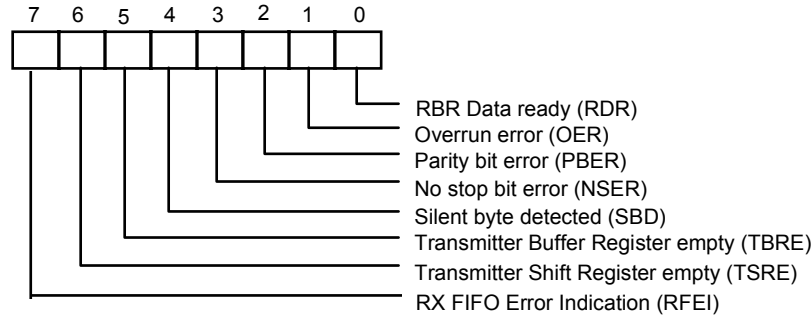 7 6 5 4 3 2 1 0
RBR Data ready (RDR)
Overrun error (OER)
Parity bit error (PBER)
No stop bit error (NSER)
Silent byte detected (SBD)
Transmitter Buffer Register empty (TBRE)
Transmitter Shift Register empty (TSRE)
RX FIFO Error Indication (RFEI)